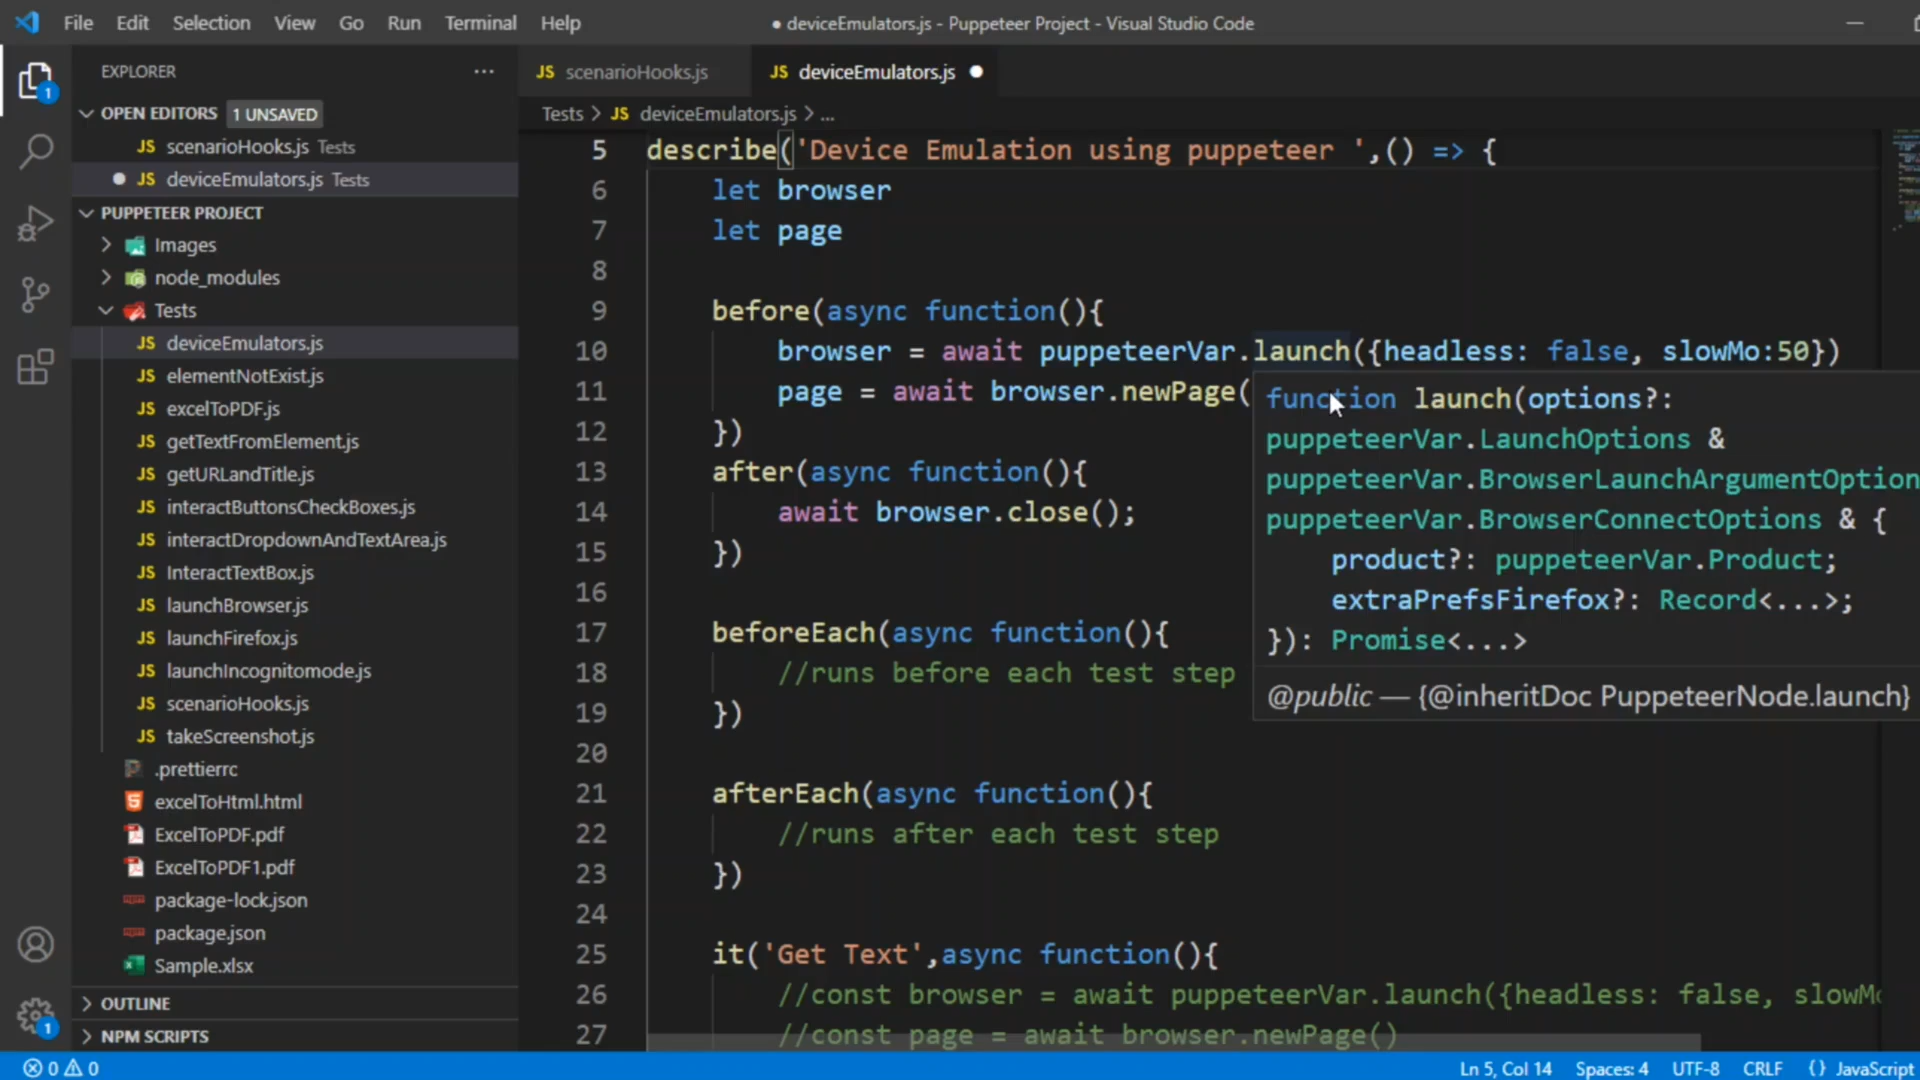 File Edit Selection View Go Run Terminal Help
● deviceEmulators.js - Puppeteer Project - Visual Studio Code
EXPLORER
OPEN EDITORS 1 UNSAVED
JS scenarioHooks.js Tests
JS deviceEmulators.js Tests
PUPPETEER PROJECT
Images
node_modules
Tests
JS deviceEmulators.js
JS elementNotExist.js
JS excelToPDF.js
JS getTextFromElement.js
JS getURLandTitle.js
JS interactButtonsCheckBoxes.js
JS interactDropdownAndTextArea.js
JS InteractTextBox.js
JS launchBrowser.js
JS launchFirefox.js
JS launchIncognitomode.js
JS scenarioHooks.js
JS takeScreenshot.js
.prettierrc
excelToHtml.html
ExcelToPDF.pdf
ExcelToPDF1.pdf
package-lock.json
package.json
Sample.xlsx
OUTLINE
NPM SCRIPTS
1
1
JS scenarioHooks.js JS deviceEmulators.js
Tests > JS deviceEmulators.js > ...
5 describe('Device Emulation using puppeteer ',() => {
6 let browser
7 let page
8
9 before(async function(){
10 browser = await puppeteerVar.launch({headless: false, slowMo:50})
11 page = await browser.newPage(
12 })
13 after(async function(){
14 await browser.close();
15 })
16
17 beforeEach(async function(){
18 //runs before each test step
19 })
20
21 afterEach(async function(){
22 //runs after each test step
23 })
24
25 it('Get Text',async function(){
26 //const browser = await puppeteerVar.launch({headless: false, slowM
27 //const page = await browser.newPage()
function launch(options?:
puppeteerVar.LaunchOptions &
puppeteerVar.BrowserLaunchArgumentOption
puppeteerVar.BrowserConnectOptions & {
product?: puppeteerVar.Product;
extraPrefsFirefox?: Record<...>;
}): Promise<...>
@public — {@inheritDoc PuppeteerNode.launch}
0 0
Ln 5, Col 14 Spaces: 4 UTF-8 CRLF {} JavaScript